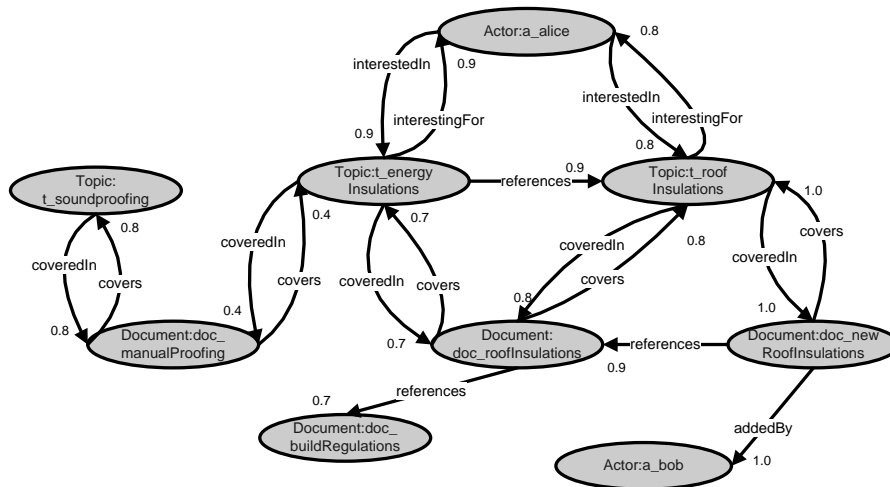 Actor:a_alice
0.8
interestedIn
0.9
interestedIn
interestingFor
interestingFor
0.9
0.8
Topic:
t_soundproofing
Topic:t_energy
Insulations
references
0.9
Topic:t_roof
Insulations
0.8
0.4
0.7
1.0
coveredIn
covers
coveredIn
covers
coveredIn
covers
coveredIn
covers
0.8
coveredIn
covers
0.8
0.4
0.7
0.8
1.0
Document:doc_
manualProofing
Document:
doc_roofInsulations
references
0.9
Document:doc_new
RoofInsulations
references
0.7
Document:doc_
buildRegulations
addedBy
1.0
Actor:a_bob